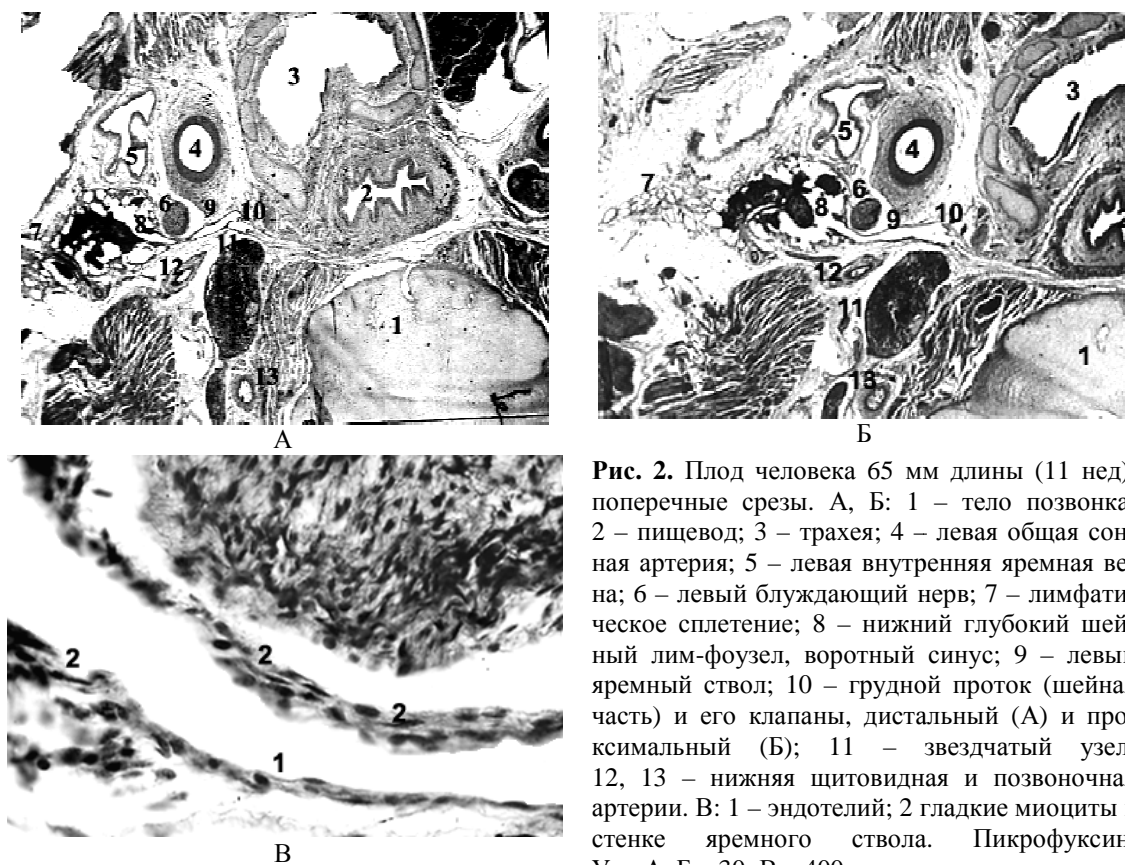 3
5
4
2
6
9
10
7
8
11
12
1
13
А
3
5
4
7
6
8
9
10
12
11
1
13
Б
2
2
2
1
В
Рис. 2. Плод человека 65 мм длины (11 нед)
поперечные срезы. А, Б: 1 – тело позвонка
2 – пищевод; 3 – трахея; 4 – левая общая сон
ная артерия; 5 – левая внутренняя яремная ве
на; 6 – левый блуждающий нерв; 7 – лимфати
ческое сплетение; 8 – нижний глубокий шей
ный лим-фоузел, воротный синус; 9 – левы
яремный ствол; 10 – грудной проток (шейна
часть) и его клапаны, дистальный (А) и про
ксимальный (Б); 11 – звездчатый узел
12, 13 – нижняя щитовидная и позвоночна
артерии. В: 1 – эндотелий; 2 гладкие миоциты
стенке яремного ствола. Пикрофуксин
А, Б 30, В 400